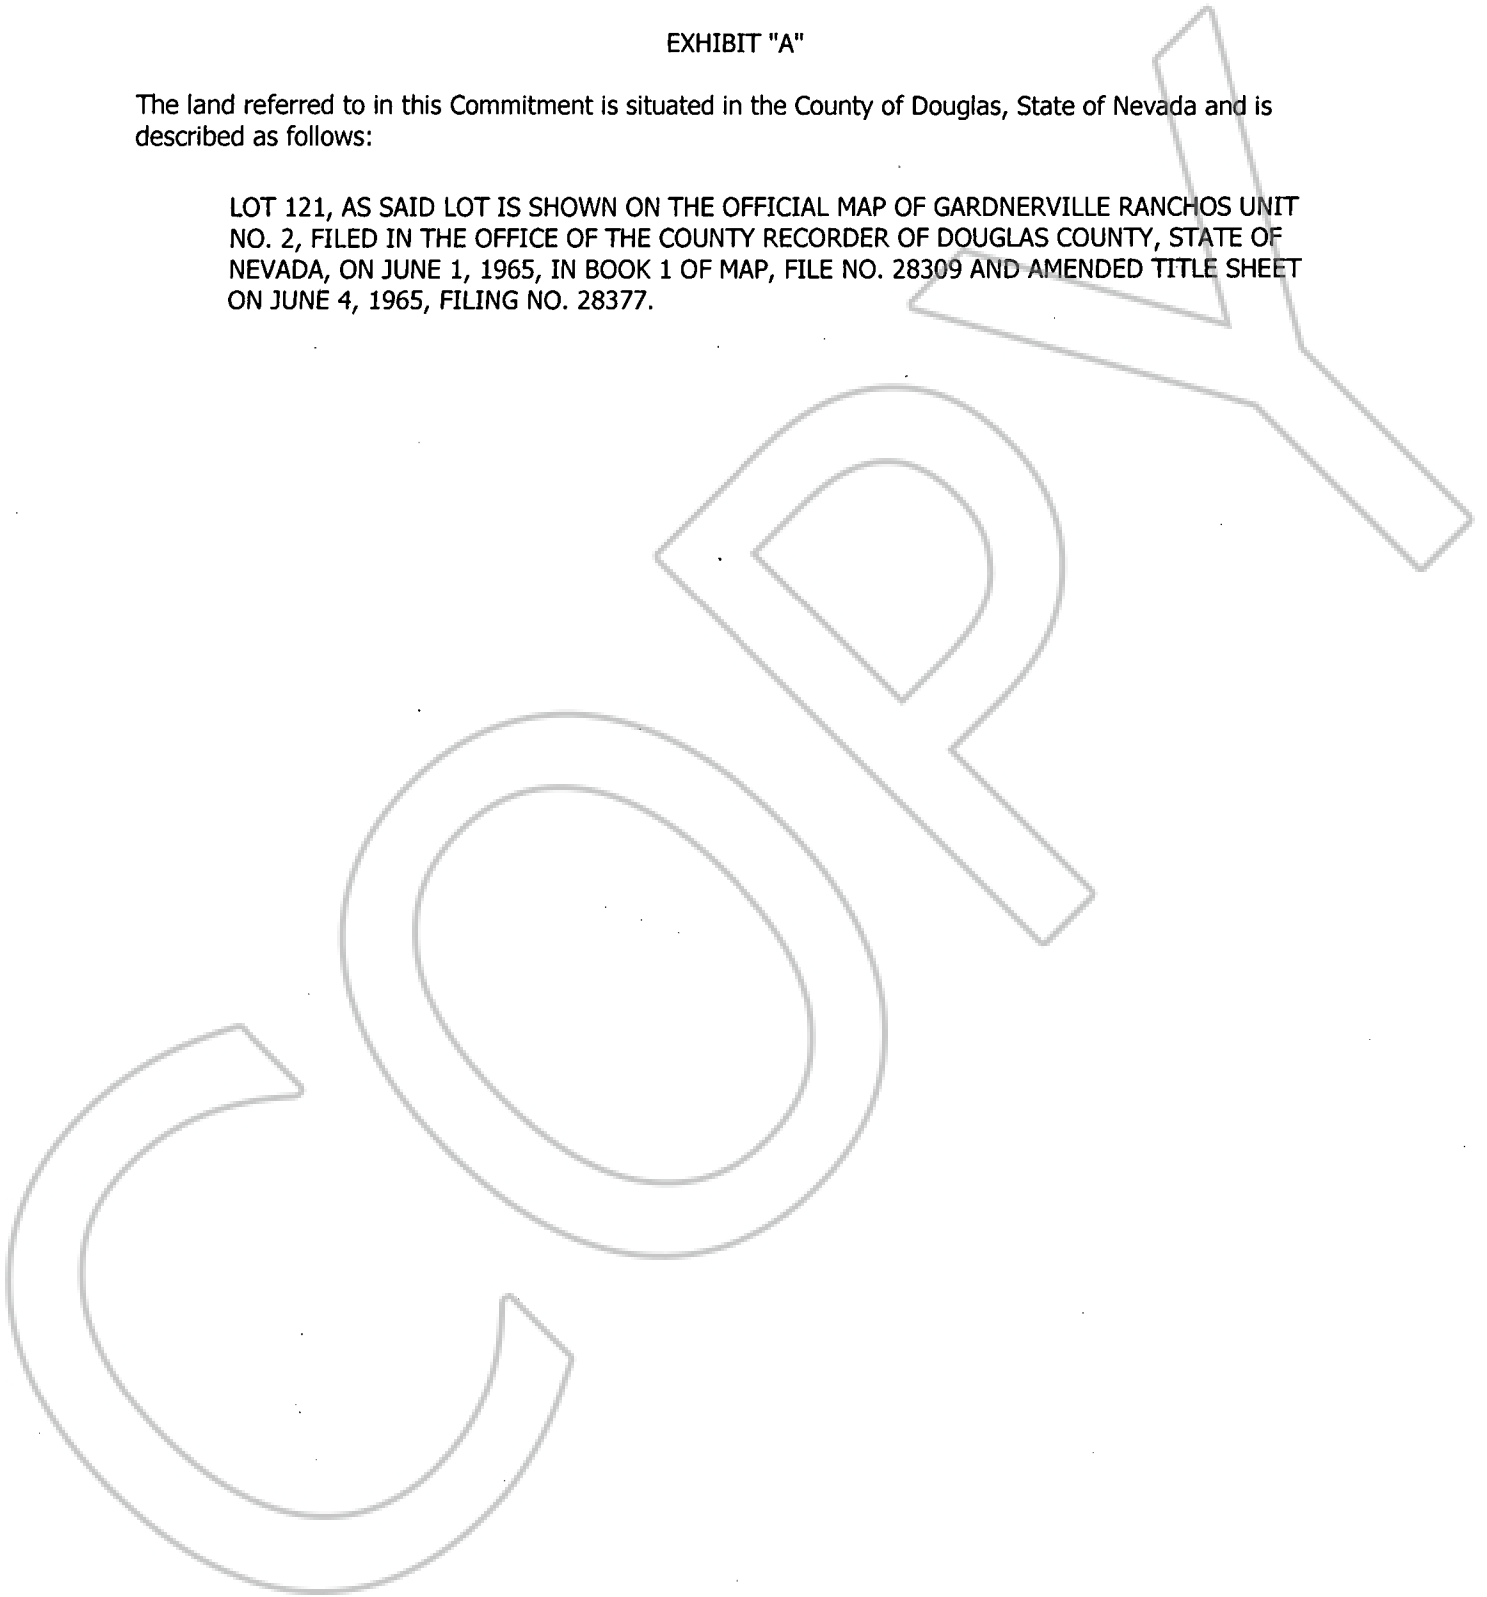 EXHIBIT "A"
The land referred to in this Commitment is situated in the County of Douglas, State of Nevada and is
described as follows:
LOT 121, AS SAID LOT IS SHOWN ON THE OFFICIAL MAP OF GARDNERVILLE RANCHOS UNIT
NO. 2, FILED IN THE OFFICE OF THE COUNTY RECORDER OF DOUGLAS COUNTY, STATE OF
NEVADA, ON JUNE 1, 1965, IN BOOK 1 OF MAP, FILE NO. 28309 AND AMENDED TITLE SHEET
ON JUNE 4, 1965, FILING NO. 28377.
COPY